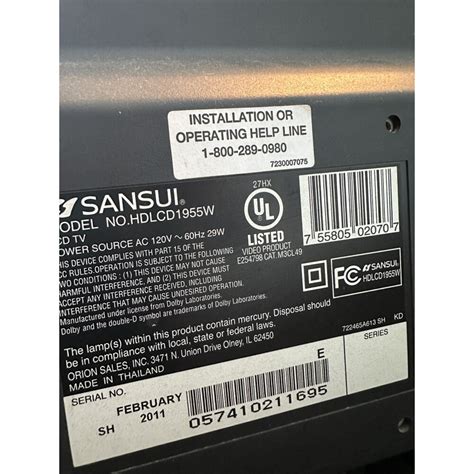 INSTALLATION OR
OPERATING HELP LINE
1-800-289-0980
7230007075
SANSUI.
MODEL NO.HDLCD1955W
CD TV
POWER SOURCE AC 120V ~ 60Hz 29W
THIS DEVICE COMPLIES WITH PART 15 OF THE
FCC RULES OPERATION IS SUBJECT TO THE FOLLOWING
TWO CONDITIONS: (1) THIS DEVICE MAY NOT CAUSE
HARMFUL INTERFERENCE, AND (2) THIS DEVICE MUST
ACCEPT ANY INTERFERENCE RECEIVED, INCLUDING
INTERFERENCE THAT MAY CAUSE UNDESIRED OPERATION.
Manufactured under license from Dolby Laboratories.
Dolby and the double-D symbol are trademarks of Dolby Laboratories.
27HX
UL
LISTED
VIDEO PRODUCT
E254798 CAT. M3CL49
7 55805 02070 7
FC
SANSUI
HDLCD1955W
The lamp(s) within this product contain mercury. Disposal should
be in compliance with local, state or federal laws.
ORION SALES, INC. 3471 N. Union Drive Olney, IL 62450
MADE IN THAILAND
722465A613 SH KD
SERIES
SERIAL NO.
E
SH
FEBRUARY
2011
057410211695